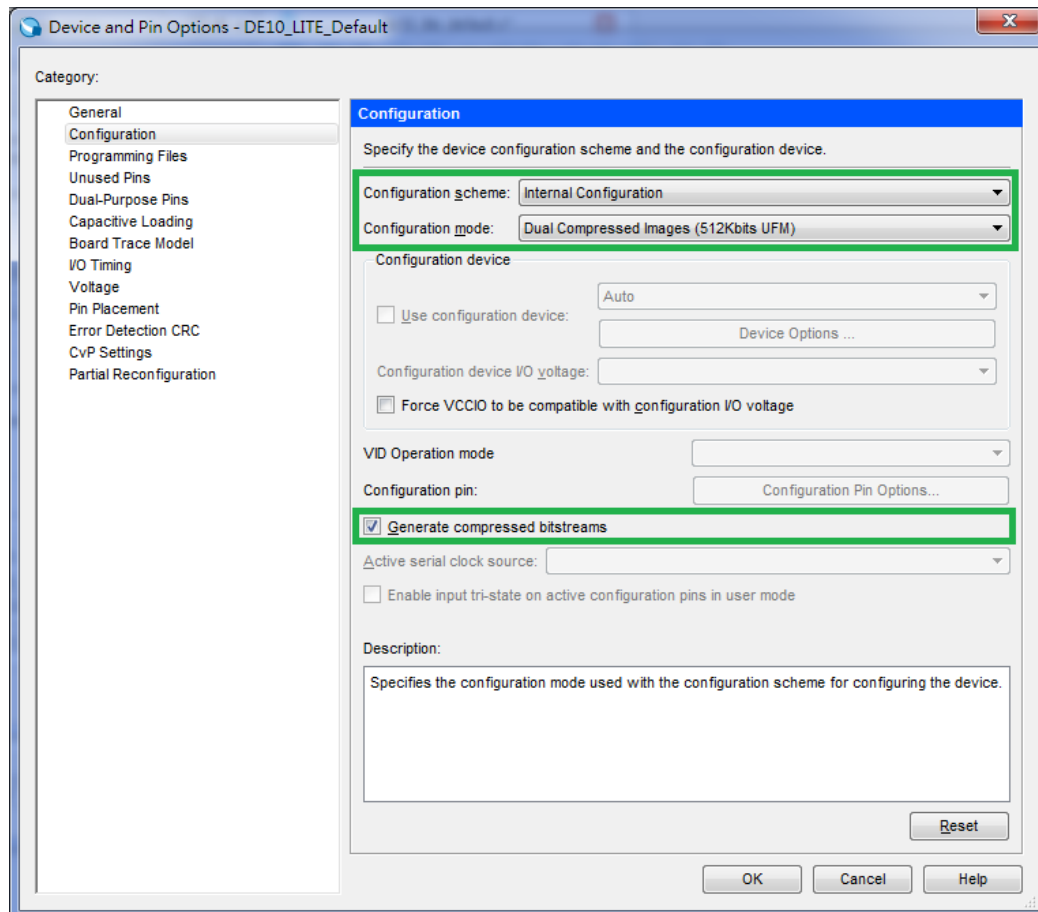 Device and Pin Options - DE10_LITE_Default
x
Category:
General
Configuration
Programming Files
Unused Pins
Dual-Purpose Pins
Capacitive Loading
Board Trace Model
I/O Timing
Voltage
Pin Placement
Error Detection CRC
CvP Settings
Partial Reconfiguration
Configuration
Specify the device configuration scheme and the configuration device.
Configuration scheme: Internal Configuration
Configuration mode: Dual Compressed Images (512Kbits UFM)
Configuration device
Use configuration device: Auto
Device Options ...
Configuration device I/O voltage:
Force VCCIO to be compatible with configuration I/O voltage
VID Operation mode
Configuration pin: Configuration Pin Options...
Generate compressed bitstreams
Active serial clock source:
Enable input tri-state on active configuration pins in user mode
Description:
Specifies the configuration mode used with the configuration scheme for configuring the device.
Reset
OK Cancel Help